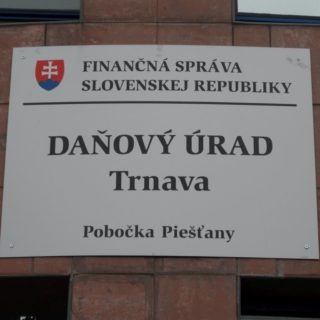 FINANČNÁ SPRÁVA
SLOVENSKEJ REPUBLIKY
DAŇOVÝ ÚRAD
Trnava
Pobočka Piešťany